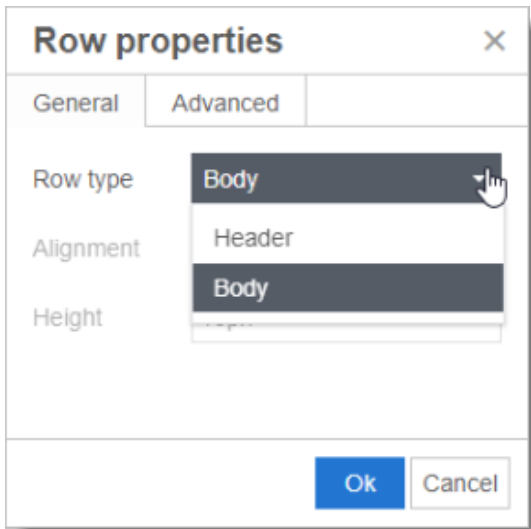 Row properties
General
Advanced
Row type
Body
Header
Alignment
Body
Height
Ok
Cancel